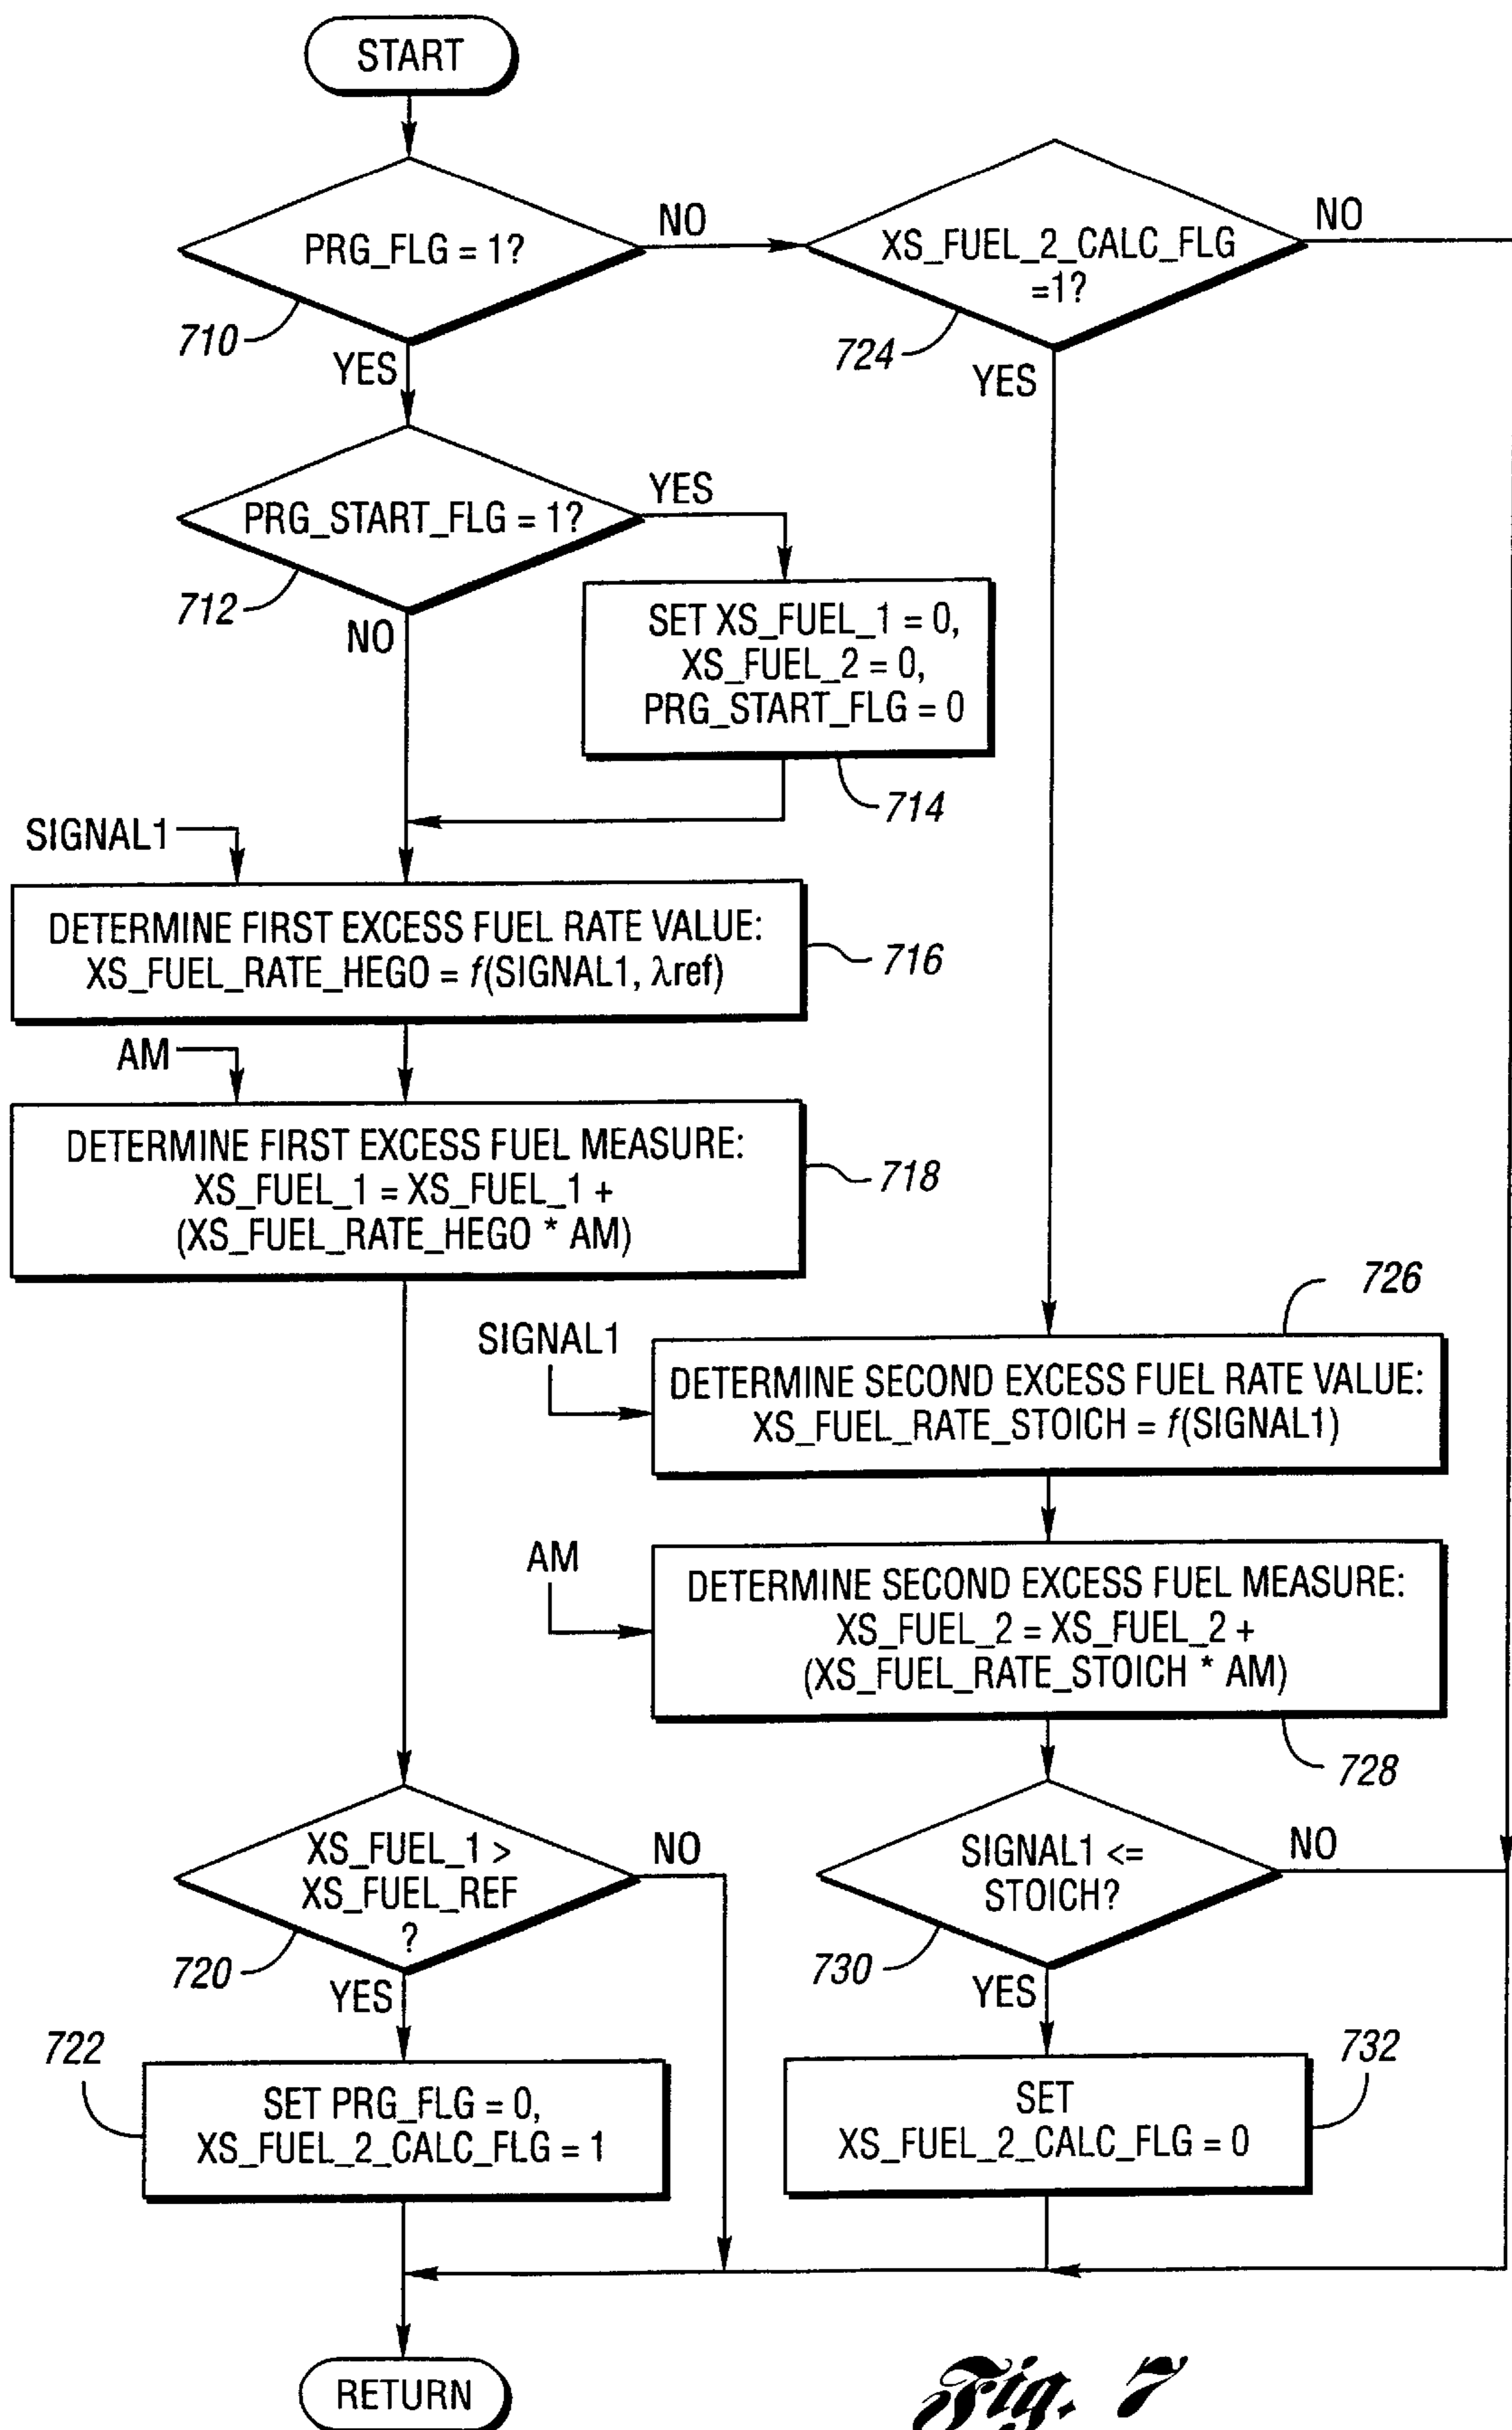 START
PRG_FLG = 1?
NO
710
YES
XS_FUEL_2_CALC_FLG
=1?
NO
724
YES
PRG_START_FLG = 1?
YES
712
NO
SET XS_FUEL_1 = 0,
XS_FUEL_2 = 0,
PRG_START_FLG = 0
714
SIGNAL1
DETERMINE FIRST EXCESS FUEL RATE VALUE:
XS_FUEL_RATE_HEGO = f(SIGNAL1, λref)
716
AM
DETERMINE FIRST EXCESS FUEL MEASURE:
XS_FUEL_1 = XS_FUEL_1 +
(XS_FUEL_RATE_HEGO * AM)
718
726
SIGNAL1
DETERMINE SECOND EXCESS FUEL RATE VALUE:
XS_FUEL_RATE_STOICH = f(SIGNAL1)
AM
DETERMINE SECOND EXCESS FUEL MEASURE:
XS_FUEL_2 = XS_FUEL_2 +
(XS_FUEL_RATE_STOICH * AM)
728
XS_FUEL_1 >
XS_FUEL_REF
?
NO
720
YES
SIGNAL1 <=
STOICH?
NO
730
YES
722
SET PRG_FLG = 0,
XS_FUEL_2_CALC_FLG = 1
732
SET
XS_FUEL_2_CALC_FLG = 0
RETURN
Fig. 7